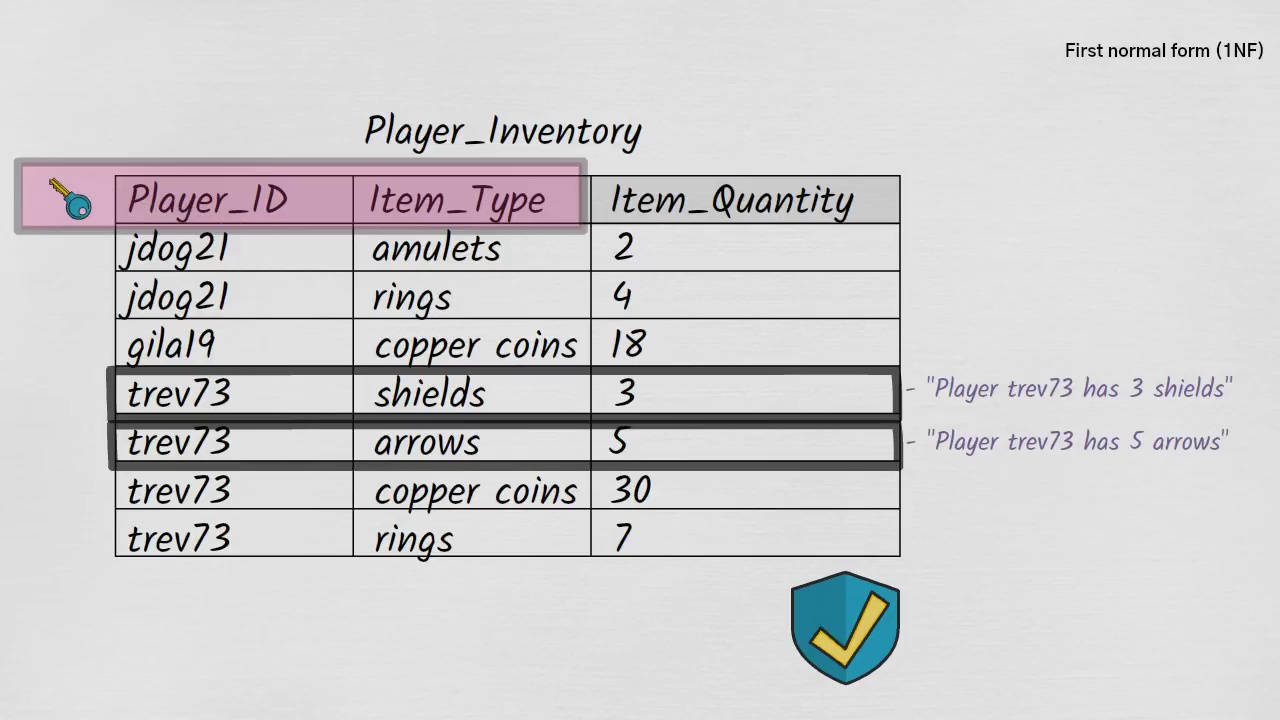 First normal form (1NF)
Player_Inventory
Player_ID Item_Type Item_Quantity
jdog21 amulets 2
jdog21 rings 4
gila19 copper coins 18
trev73 shields 3 - "Player trev73 has 3 shields"
trev73 arrows 5 - "Player trev73 has 5 arrows"
trev73 copper coins 30
trev73 rings 7